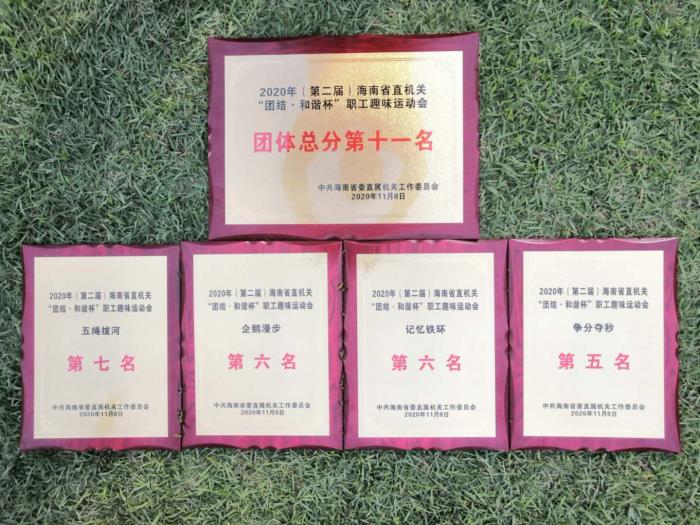 2020年（第二届）海南省直机关
“团结·和谐杯”职工趣味运动会
团体总分第十一名
中共海南省委直属机关工作委员会
2020年11月8日
2020年（第二届）海南省直机关
“团结·和谐杯”职工趣味运动会
五绳拔河
第七名
中共海南省委直属机关工作委员会
2020年11月8日
2020年（第二届）海南省直机关
“团结·和谐杯”职工趣味运动会
企鹅漫步
第六名
中共海南省委直属机关工作委员会
2020年11月8日
2020年（第二届）海南省直机关
“团结·和谐杯”职工趣味运动会
记忆铁环
第六名
中共海南省委直属机关工作委员会
2020年11月8日
2020年（第二届）海南省直机关
“团结·和谐杯”职工趣味运动会
争分夺秒
第五名
中共海南省委直属机关工作委员会
2020年11月8日